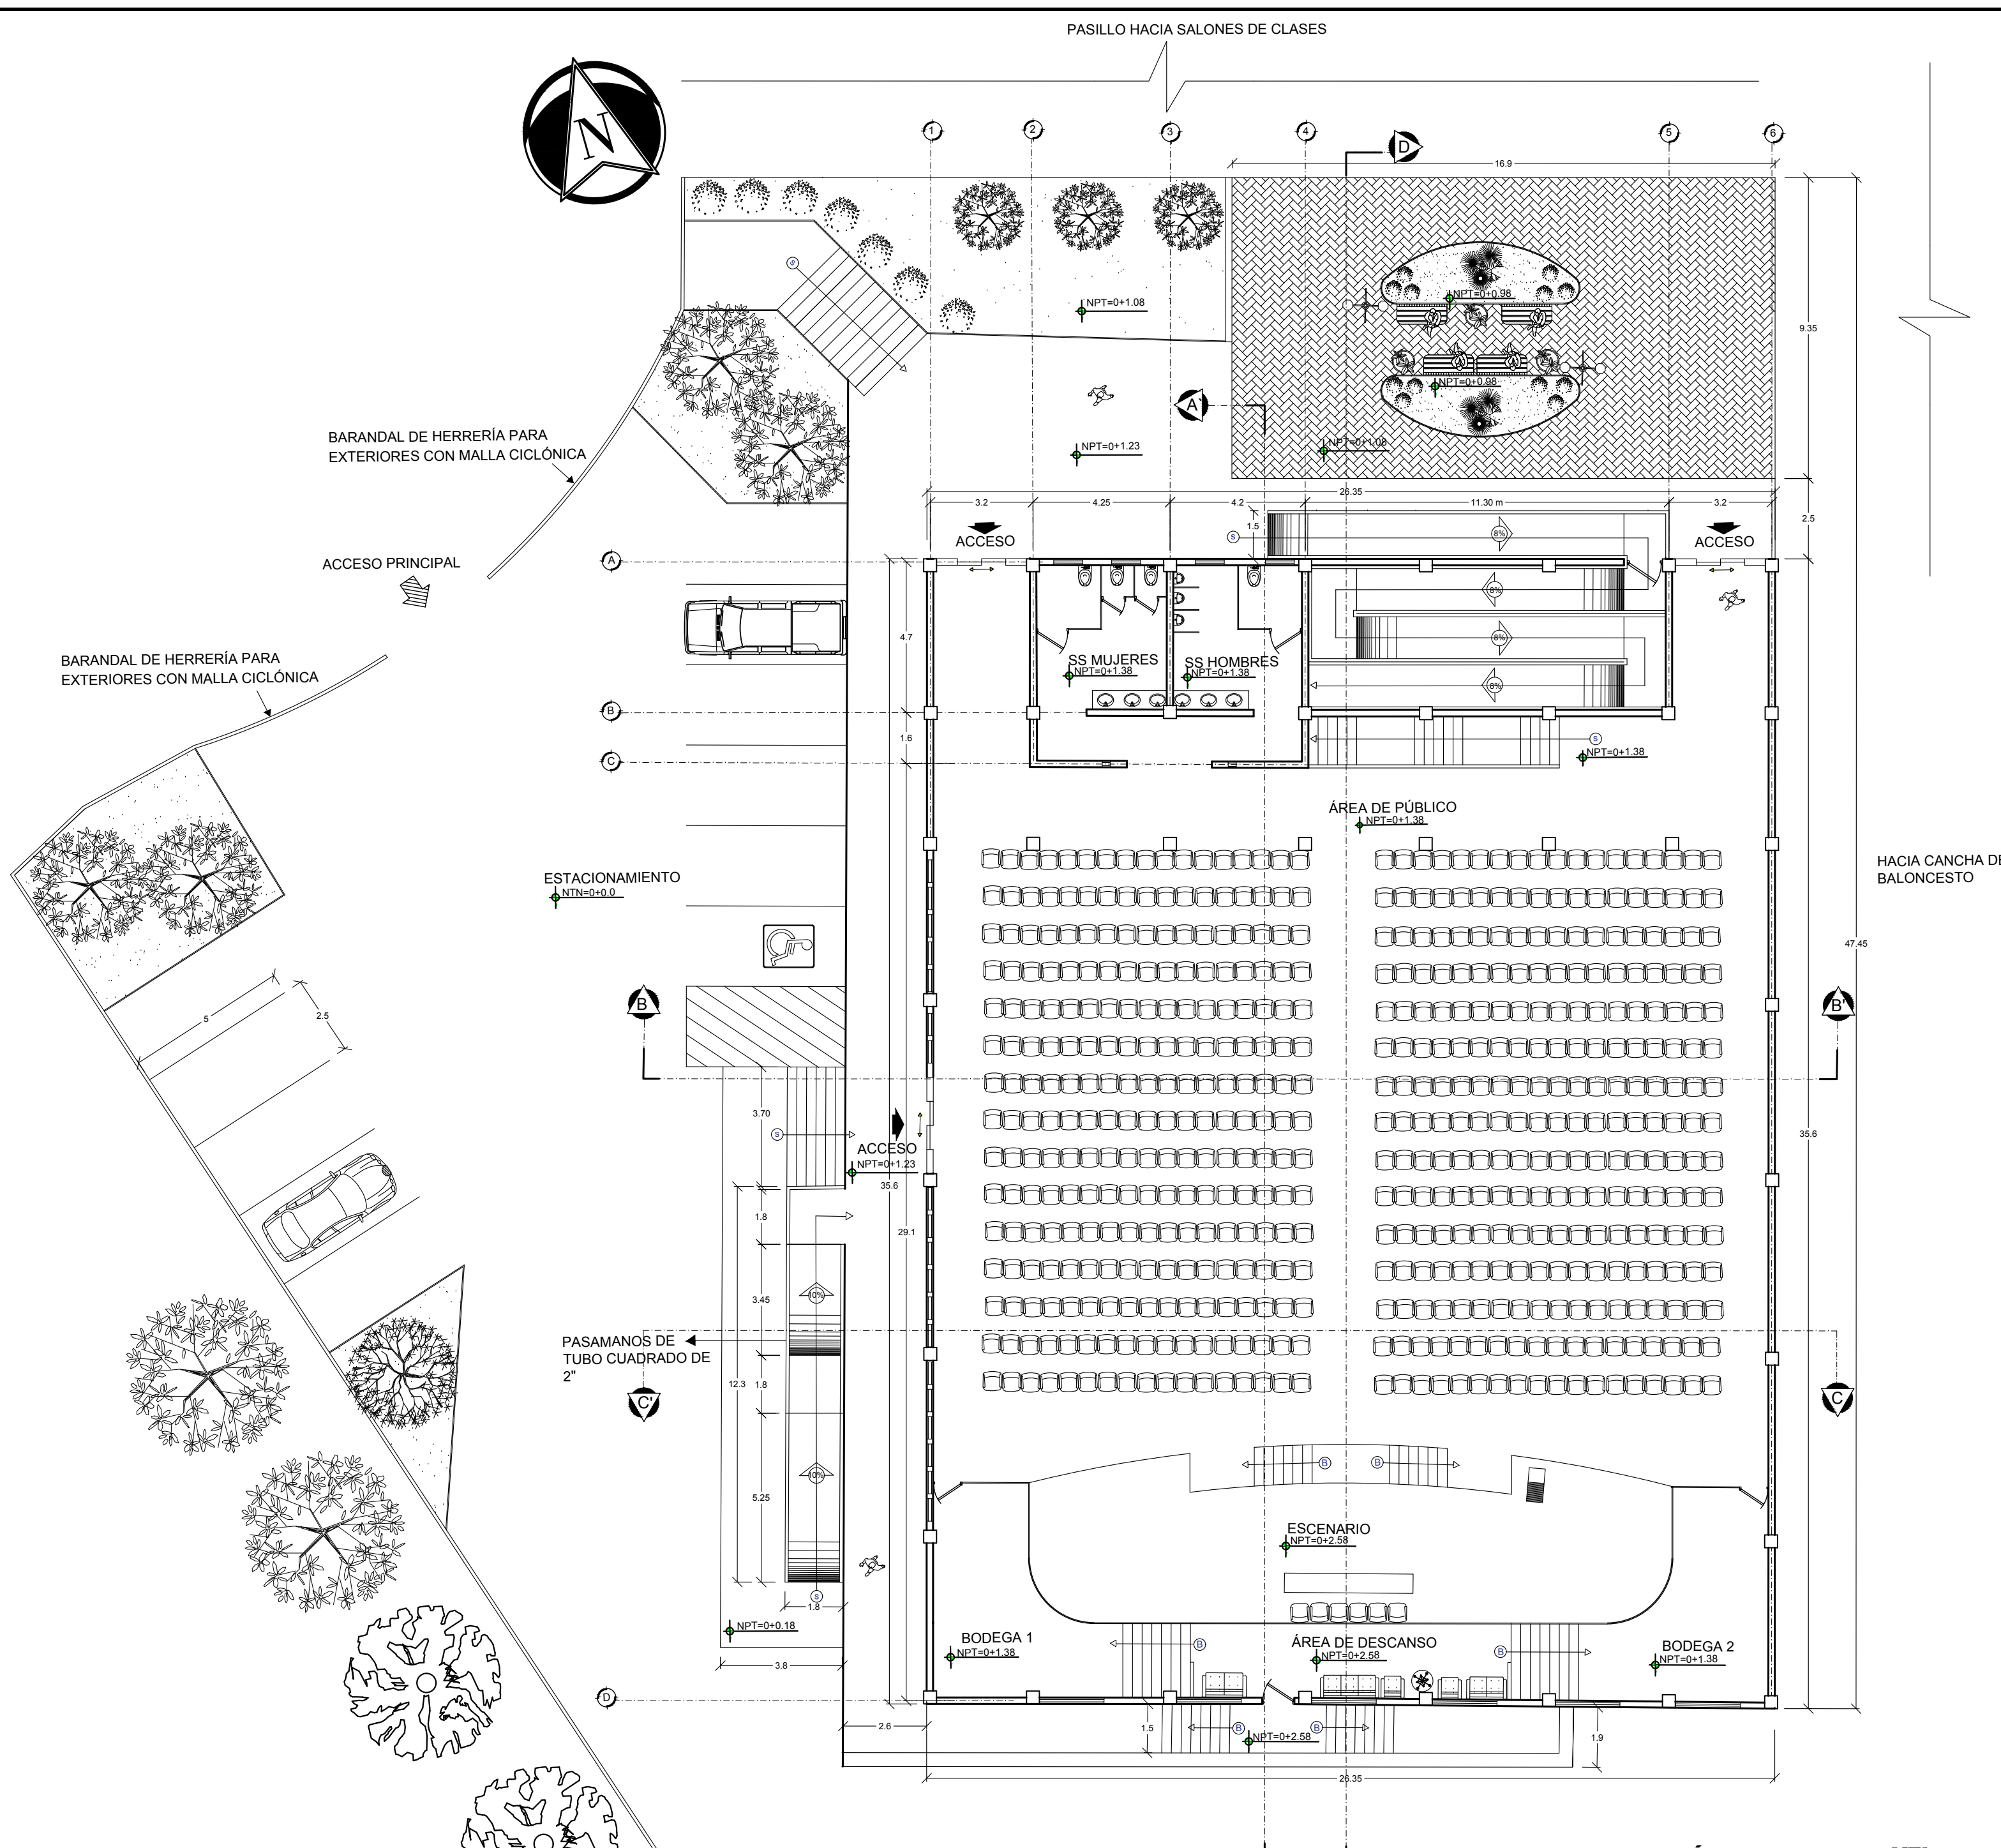 PASILLO HACIA SALONES DE CLASES
N
1
2
3
4
5
6
D
16.9
S
NPT=0+1.08
NPT=0+0.98
9.35
NPT=0+0.98
A'
BARANDAL DE HERRERÍA PARA
EXTERIORES CON MALLA CICLÓNICA
NPT=0+1.23
NPT=0+1.08
26.35
3.2
4.25
4.2
11.30 m
3.2
2.5
1.5
ACCESO
S
8%
ACCESO
A
ACCESO PRINCIPAL
8%
4.7
8%
BARANDAL DE HERRERÍA PARA
EXTERIORES CON MALLA CICLÓNICA
SS MUJERES
NPT=0+1.38
SS HOMBRES
NPT=0+1.38
8%
B
1.6
S
NPT=0+1.38
C
ÁREA DE PÚBLICO
NPT=0+1.38
HACIA CANCHA DE
BALONCESTO
ESTACIONAMIENTO
NTN=0+0.0
47.45
B
B'
5
2.5
3.70
S
ACCESO
NPT=0+1.23
35.6
35.6
1.8
29.1
3.45
10%
PASAMANOS DE
TUBO CUADRADO DE
2"
12.3
1.8
C'
C
B
B
10%
5.25
ESCENARIO
NPT=0+2.58
S
1.8
NPT=0+0.18
BODEGA 1
NPT=0+1.38
B
ÁREA DE DESCANSO
NPT=0+2.58
B
BODEGA 2
NPT=0+1.38
3.8
D
2.6
1.5
B
B
NPT=0+2.58
1.9
26.35